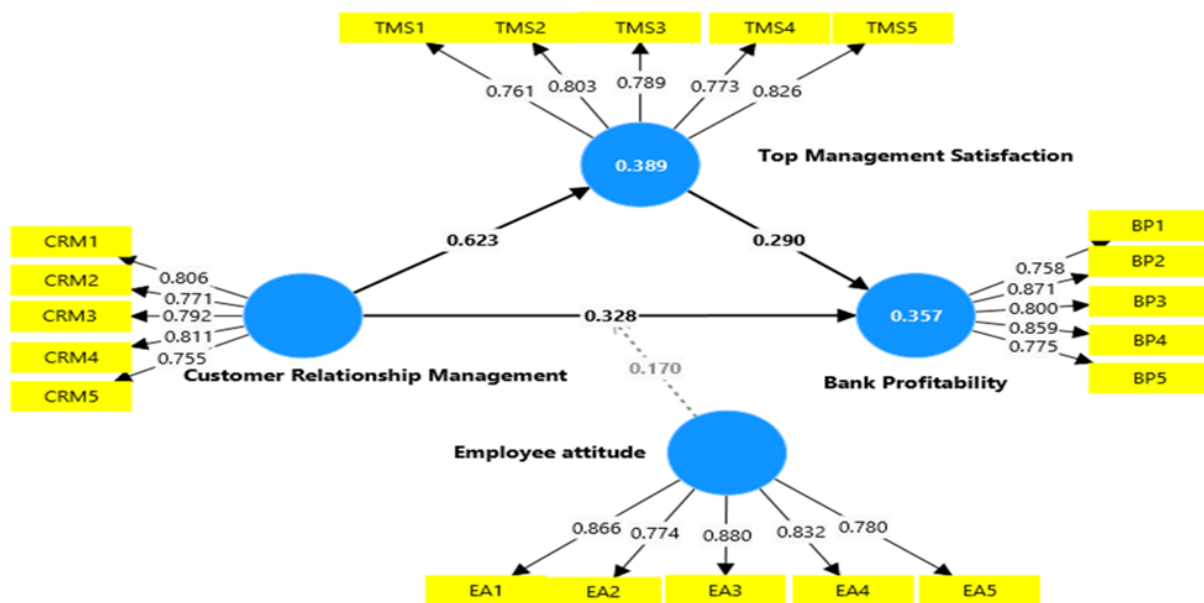 TMS1 TMS2 TMS3 TMS4 TMS5
0.761 0.803 0.789 0.773 0.826
0.389
Top Management Satisfaction
0.623
0.290
CRM1
CRM2
CRM3
CRM4
CRM5
0.806
0.771
0.792
0.811
0.755
Customer Relationship Management
0.328
0.357
Bank Profitability
0.758
0.871
0.800
0.859
0.775
BP1
BP2
BP3
BP4
BP5
0.170
Employee attitude
0.866 0.774 0.880 0.832 0.780
EA1 EA2 EA3 EA4 EA5